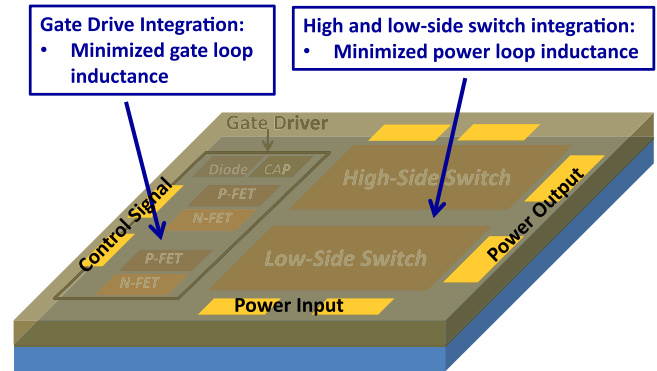 Gate Drive Integration:
• Minimized gate loop
inductance
High and low-side switch integration:
• Minimized power loop inductance
Gate Driver
Diode CAP
P-FET
N-FET
P-FET
N-FET
High-Side Switch
Low-Side Switch
Control Signal
Power Output
Power Input